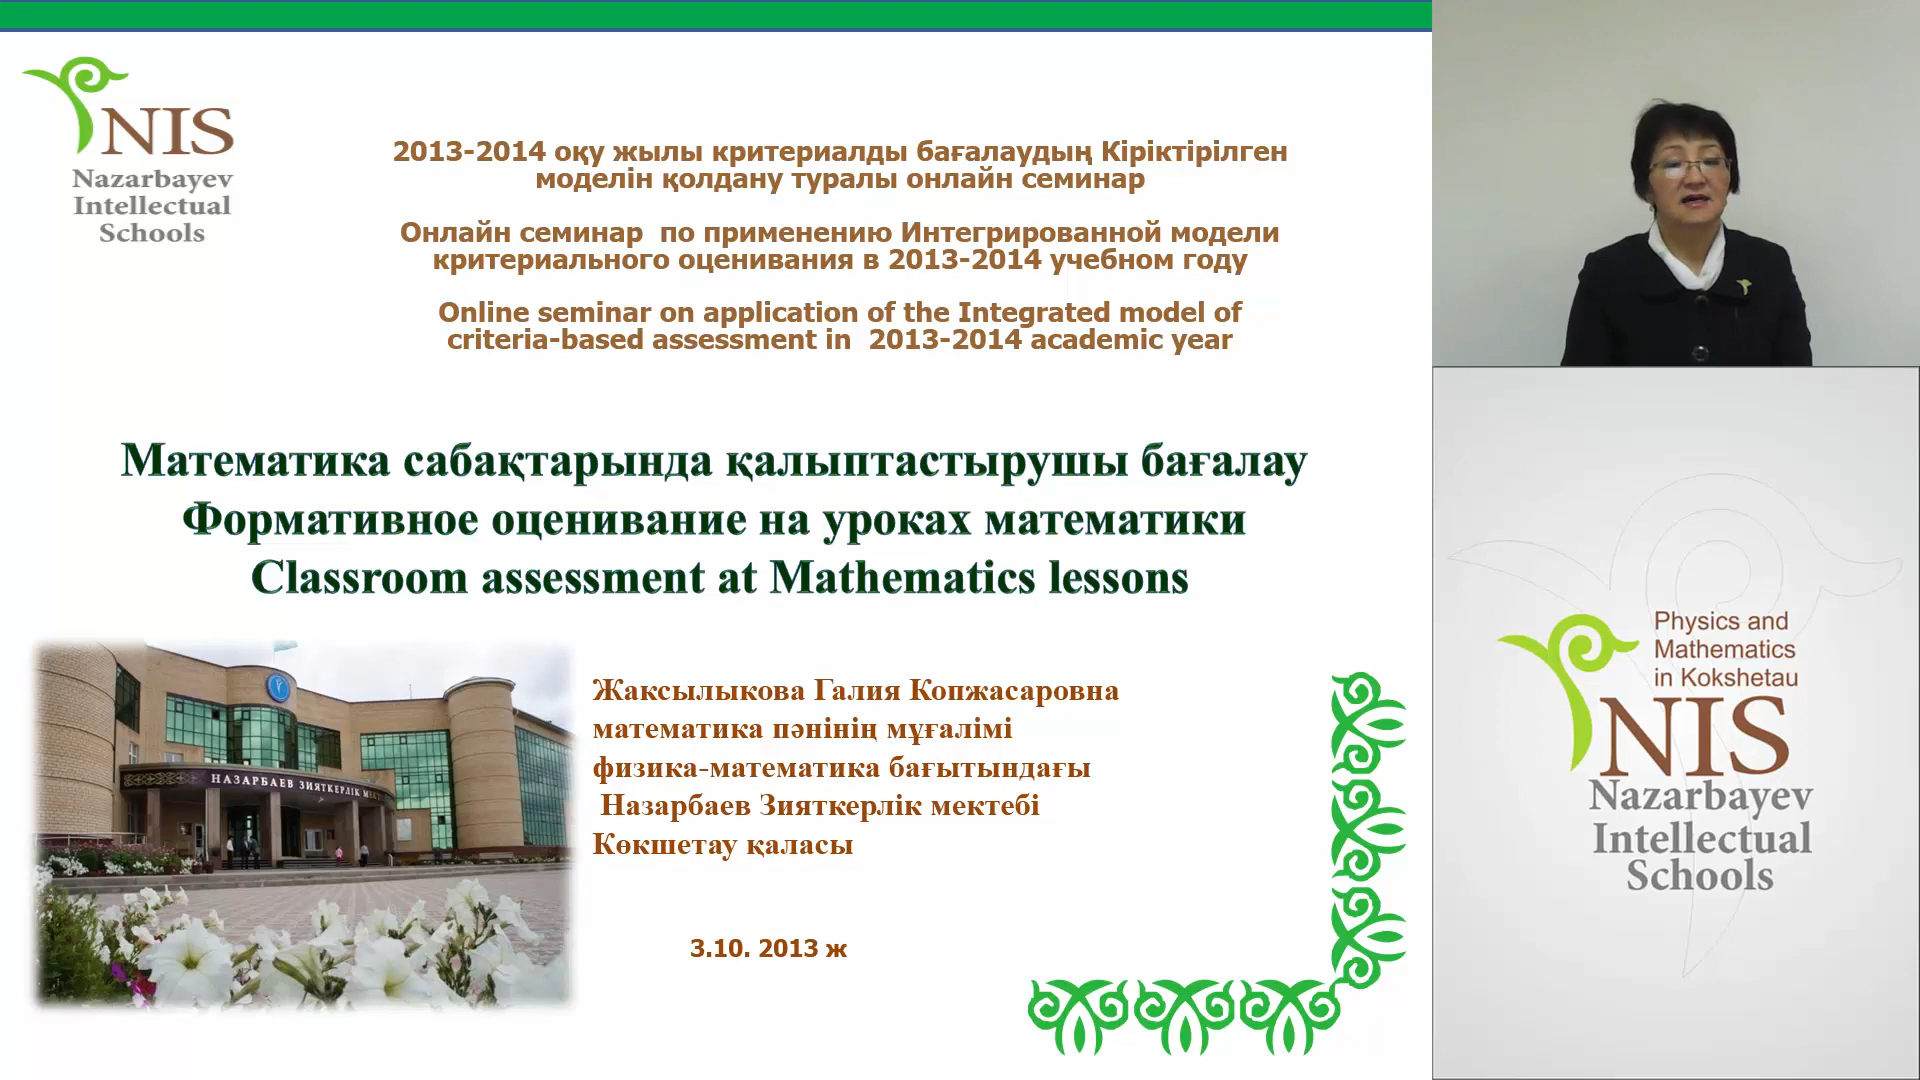 NIS
Nazarbayev
Intellectual
Schools
2013-2014 оқу жылы критериалды бағалаудың Кіріктірілген
моделін қолдану туралы онлайн семинар
Онлайн семинар по применению Интегрированной модели
критериального оценивания в 2013-2014 учебном году
Online seminar on application of the Integrated model of
criteria-based assessment in 2013-2014 academic year
Математика сабақтарында қалыптастырушы бағалау
Формативное оценивание на уроках математики
Classroom assessment at Mathematics lessons
НАЗАРБАЕВ ЗИЯТКЕРЛІК
Жаксылыкова Галия Копжасаровна
математика пәнінің мұғалімі
физика-математика бағытындағы
Назарбаев Зияткерлік мектебі
Көкшетау қаласы
3.10. 2013 ж
Physics and
Mathematics
in Kokshetau
NIS
Nazarbayev
Intellectual
Schools